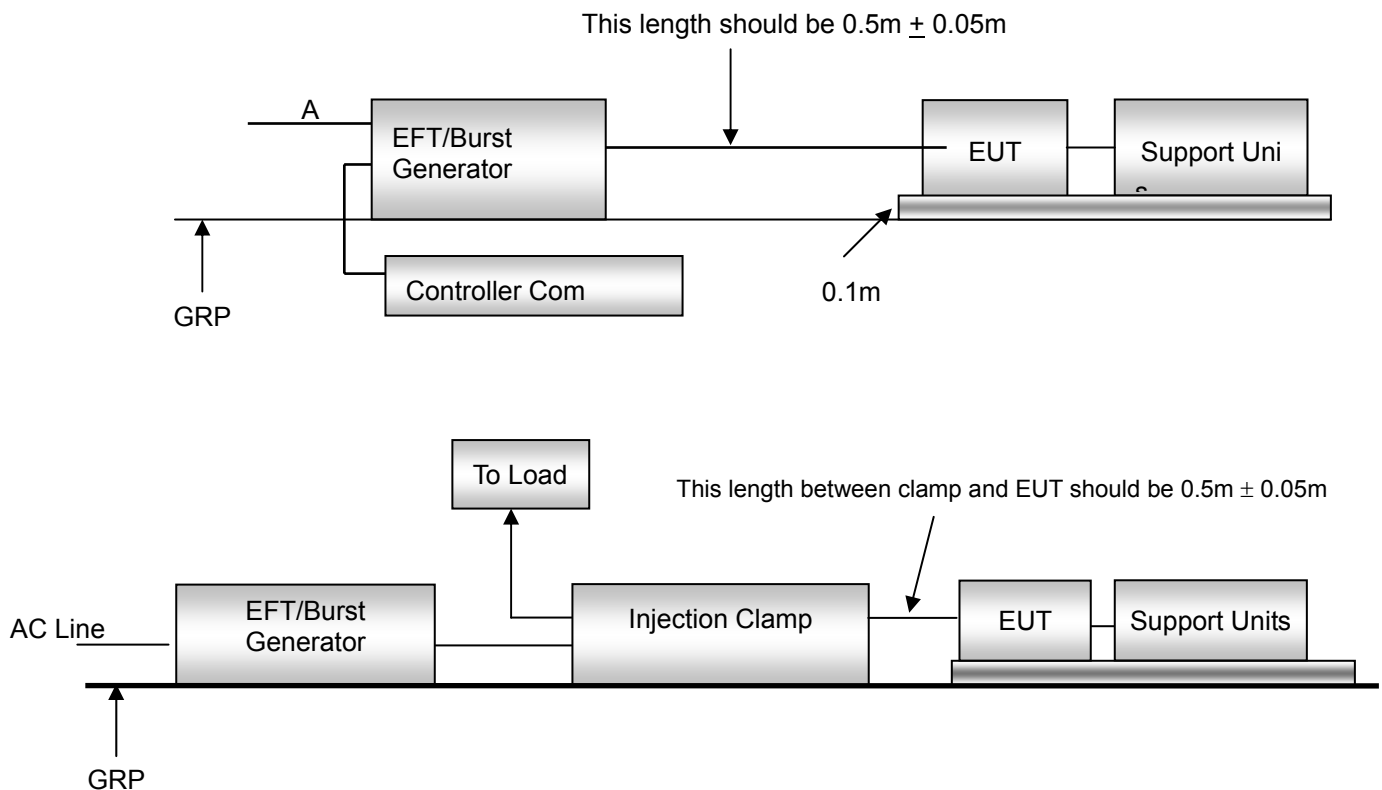 This length should be 0.5m ± 0.05m
A
EFT/Burst
Generator
EUT
Support Uni
Controller Com
0.1m
GRP
To Load
This length between clamp and EUT should be 0.5m ± 0.05m
AC Line
EFT/Burst
Generator
Injection Clamp
EUT
Support Units
GRP